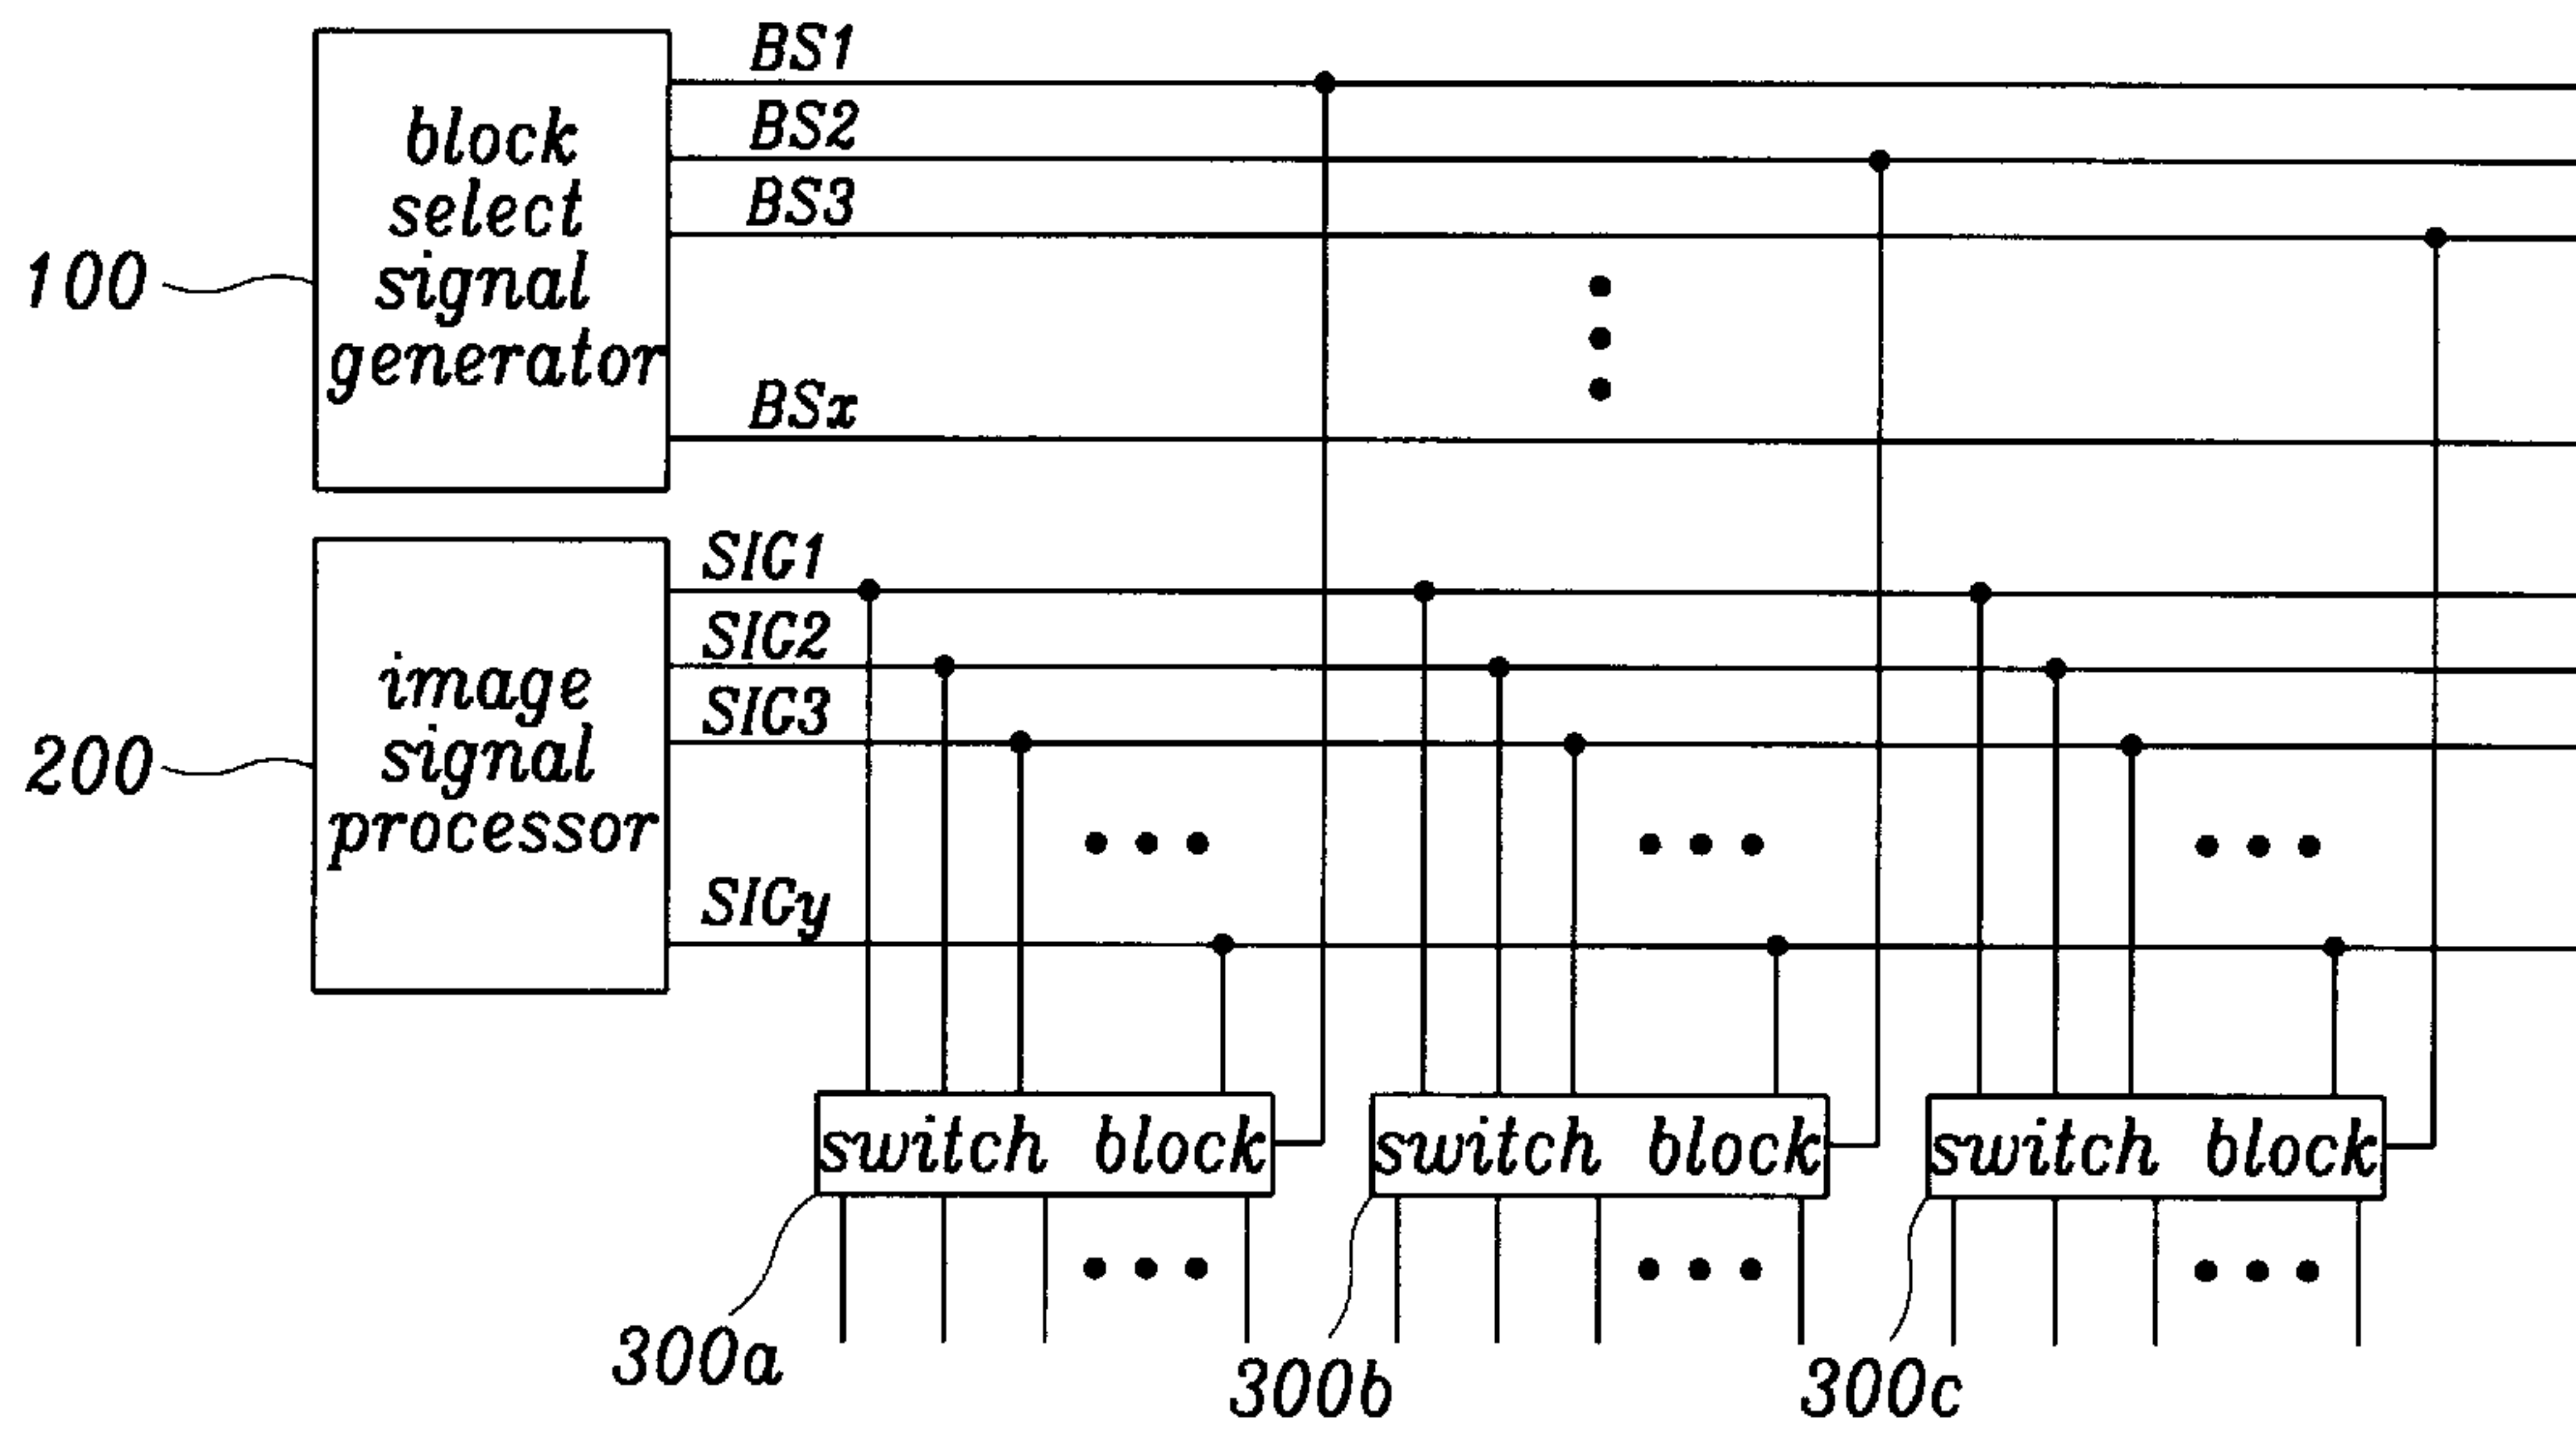 BS1
BS2
BS3
BSx
block
select
signal
generator
100
SIG1
SIG2
SIG3
SIGy
image
signal
processor
200
switch block
switch block
switch block
300a
300b
300c